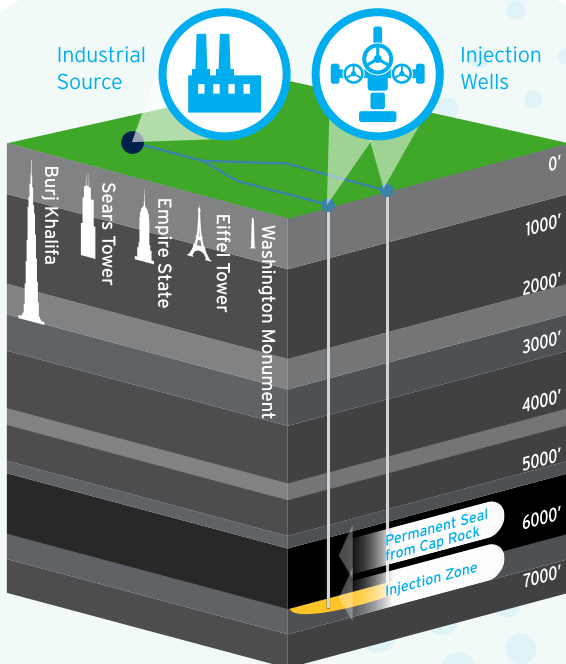 Industrial
Source
Injection
Wells
Burj Khalifa
Sears Tower
Empire State
Eiffel Tower
Washington Monument
0'
1000'
2000'
3000'
4000'
5000'
6000'
7000'
Permanent Seal
from Cap Rock
Injection Zone